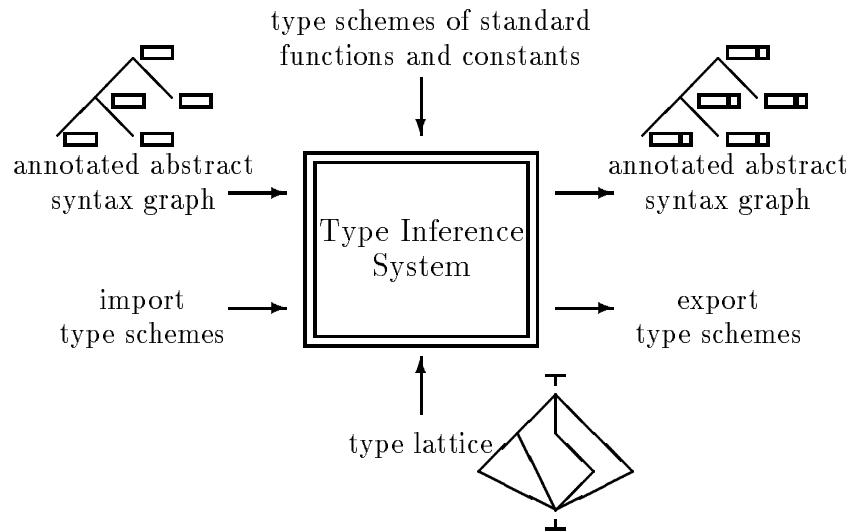 type schemes of standard
functions and constants
annotated abstract
syntax graph
annotated abstract
syntax graph
Type Inference
System
import
type schemes
export
type schemes
type lattice